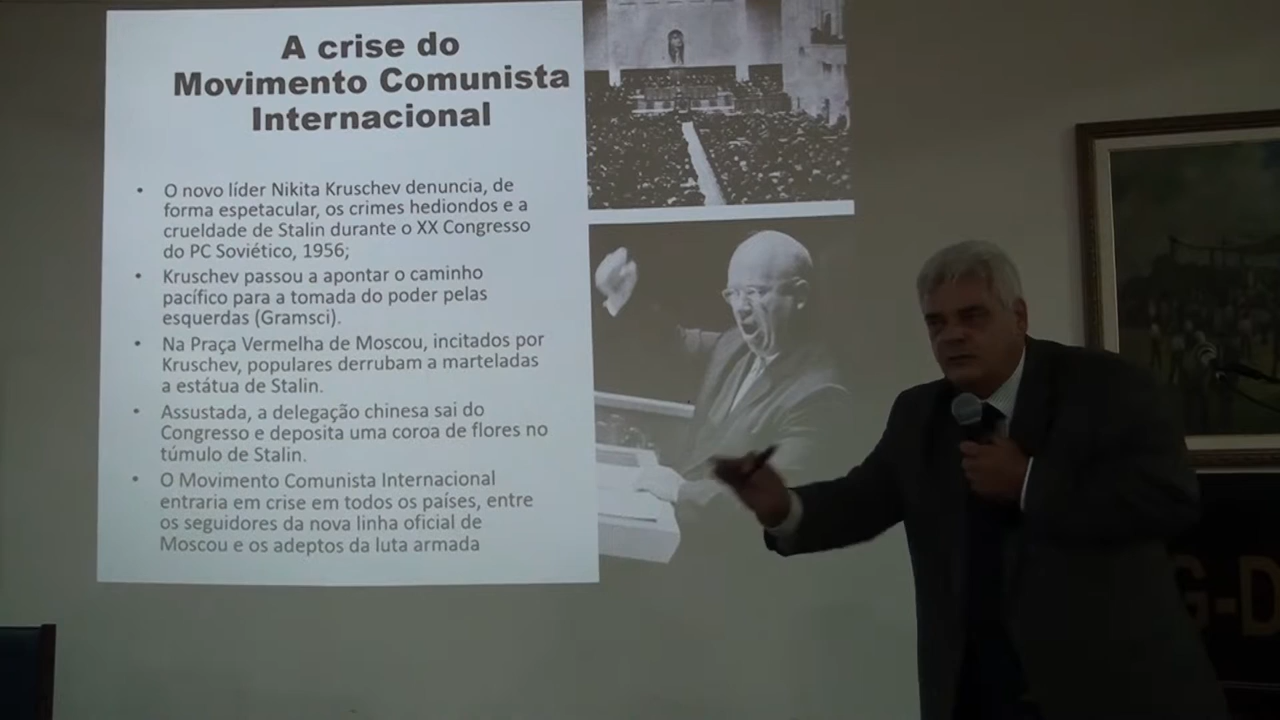 A crise do
Movimento Comunista
Internacional
• O novo líder Nikita Kruschev denuncia, de
forma espetacular, os crimes hediondos e a
crueldade de Stalin durante o XX Congresso
do PC Soviético, 1956;
• Kruschev passou a apontar o caminho
pacífico para a tomada do poder pelas
esquerdas (Gramsci).
• Na Praça Vermelha de Moscou, incitados por
Kruschev, populares derrubam a marteladas
a estátua de Stalin.
• Assustada, a delegação chinesa sai do
Congresso e deposita uma coroa de flores no
túmulo de Stalin.
• O Movimento Comunista Internacional
entraria em crise em todos os países, entre
os seguidores da nova linha oficial de
Moscou e os adeptos da luta armada
G-D